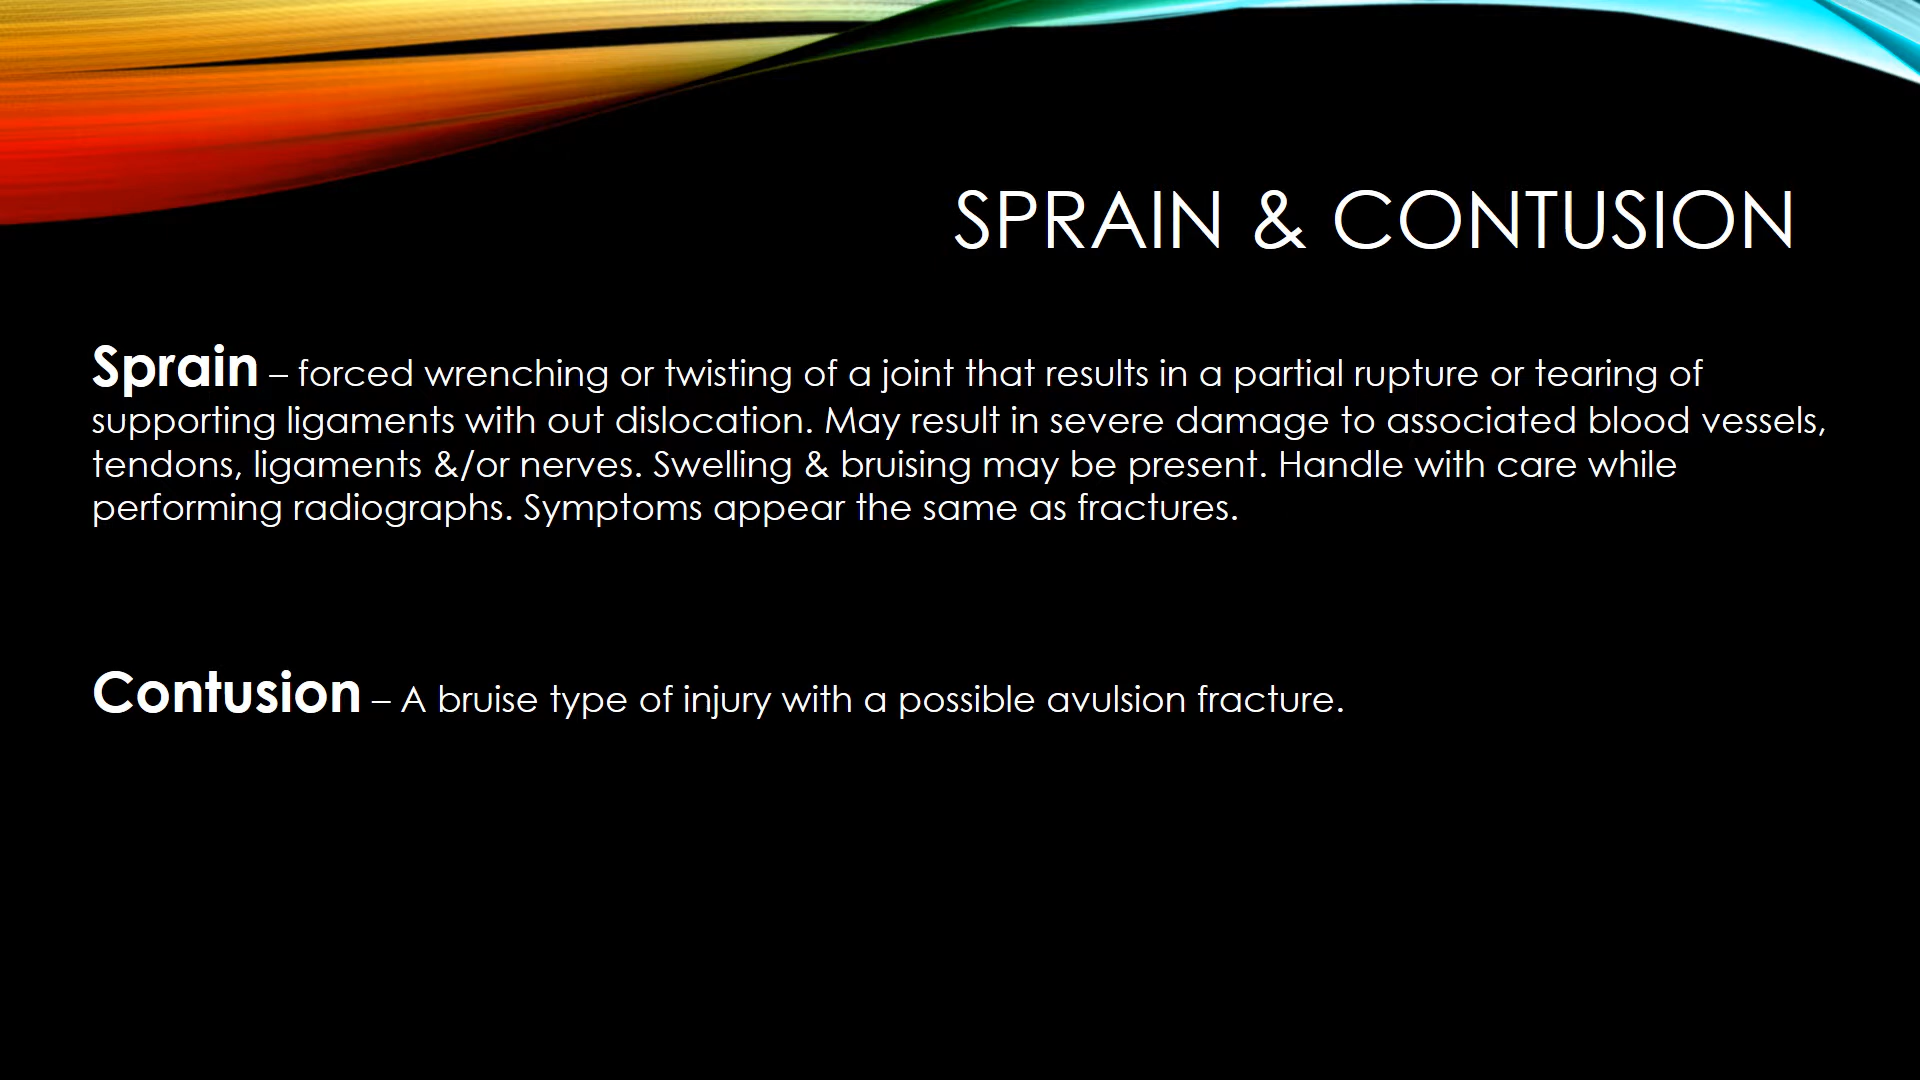 SPRAIN & CONTUSION
Sprain – forced wrenching or twisting of a joint that results in a partial rupture or tearing of
supporting ligaments with out dislocation. May result in severe damage to associated blood vessels,
tendons, ligaments &/or nerves. Swelling & bruising may be present. Handle with care while
performing radiographs. Symptoms appear the same as fractures.
Contusion – A bruise type of injury with a possible avulsion fracture.